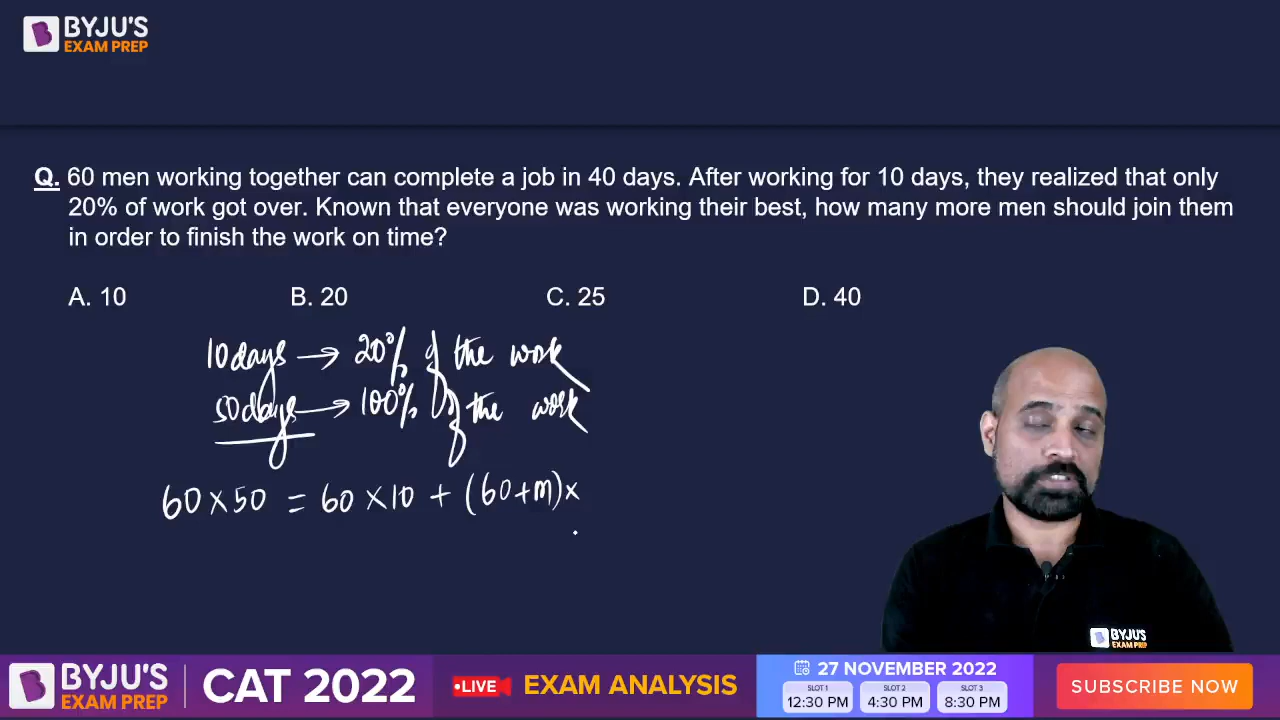 BYJU'S
EXAM PREP
Q. 60 men working together can complete a job in 40 days. After working for 10 days, they realized that only
20% of work got over. Known that everyone was working their best, how many more men should join them
in order to finish the work on time?
A. 10 B. 20 C. 25 D. 40
10 days → 20% of the work
50 days → 100% of the work
60 × 50 = 60 × 10 + (60+m)×
BYJU'S
EXAM PREP
BYJU'S
EXAM PREP
CAT 2022
•LIVE EXAM ANALYSIS
27 NOVEMBER 2022
SLOT 1 SLOT 2 SLOT 3
12:30 PM 4:30 PM 8:30 PM
SUBSCRIBE NOW